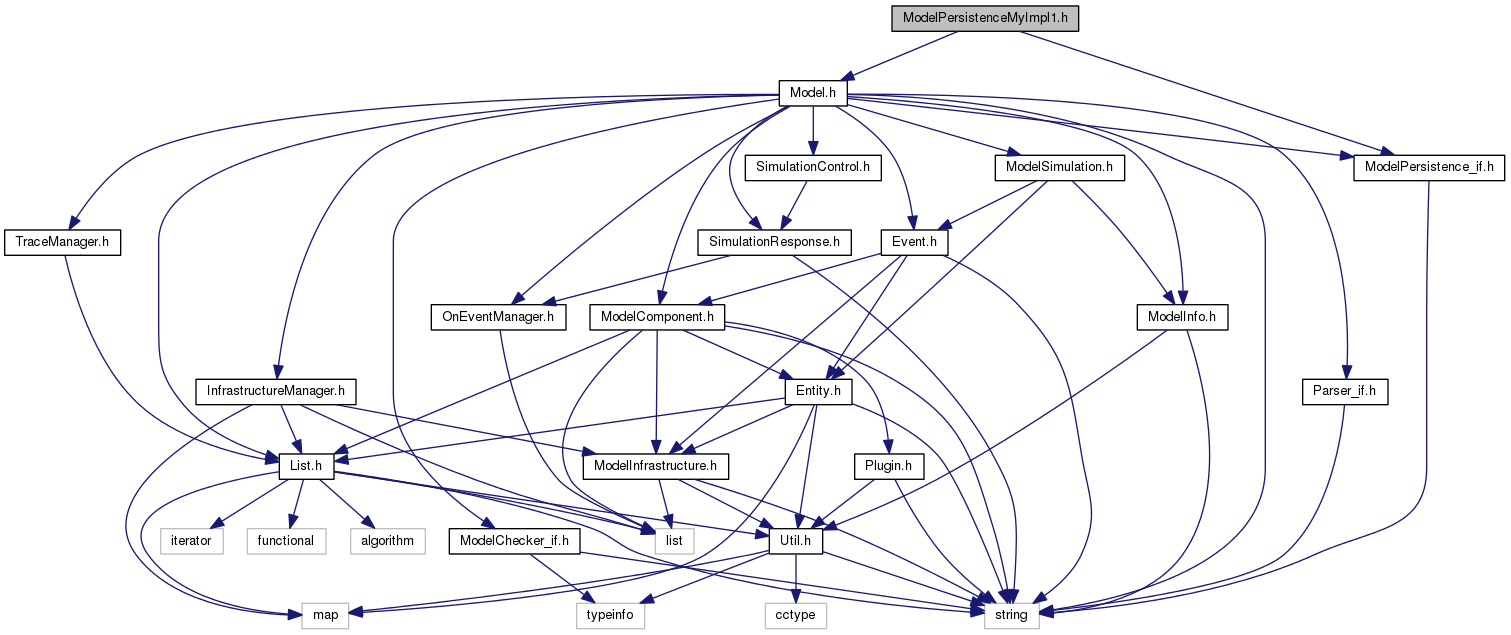 ModelPersistenceMyImpl1.h
Model.h
SimulationControl.h
ModelSimulation.h
ModelPersistence_if.h
TraceManager.h
SimulationResponse.h
Event.h
OnEventManager.h
ModelComponent.h
ModelInfo.h
InfrastructureManager.h
Entity.h
Parser_if.h
List.h
ModelInfrastructure.h
Plugin.h
iterator
functional
algorithm
ModelChecker_if.h
list
Util.h
map
typeinfo
cctype
string